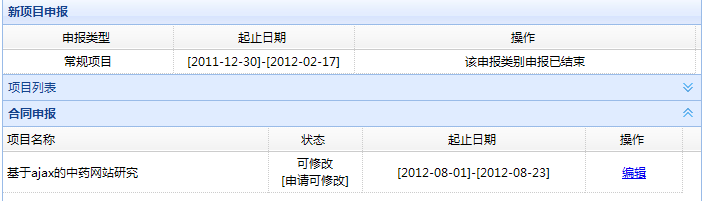 新项目申报
申报类型 起止日期 操作
常规项目 [2011-12-30]-[2012-02-17] 该申报类别申报已结束
项目列表
合同申报
项目名称 状态 起止日期 操作
基于ajax的中药网站研究 可修改 [2012-08-01]-[2012-08-23] 编辑
[申请可修改]